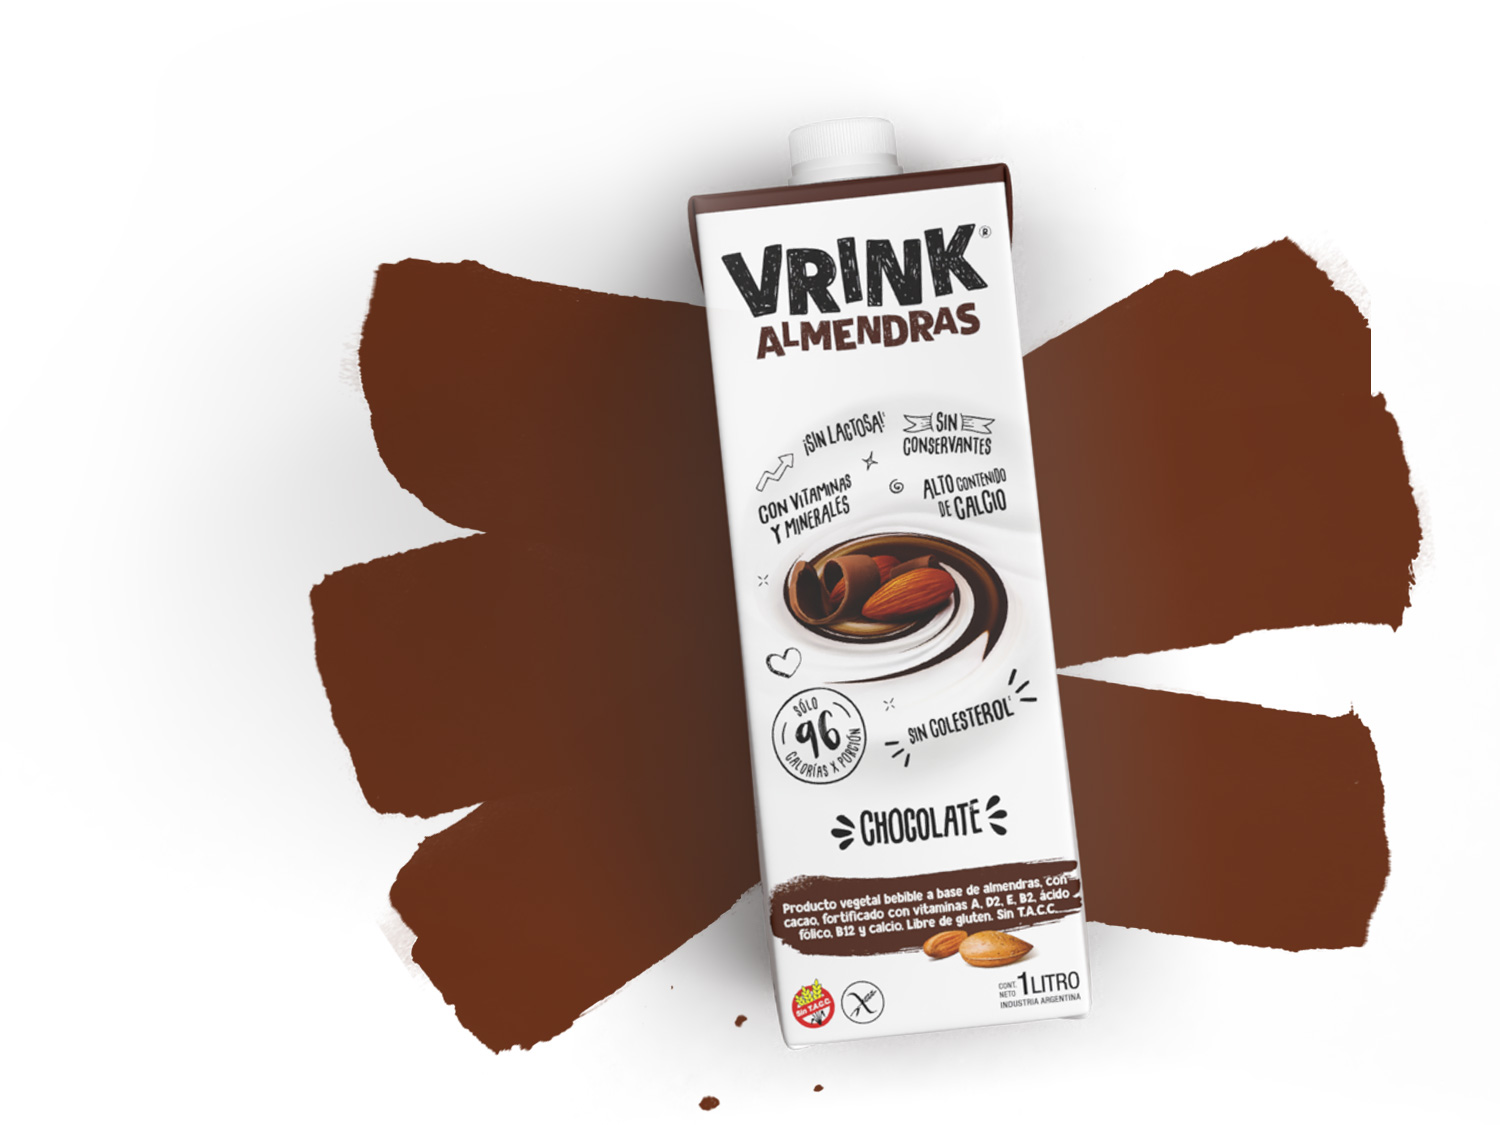 VRINK®
ALMENDRAS
¡SIN LACTOSA!
SIN
CONSERVANTES
CON VITAMINAS
Y MINERALES
ALTO CONTENIDO
DE CALCIO
SÓLO
96
CALORÍAS X PORCIÓN
SIN COLESTEROL
CHOCOLATE
Producto vegetal bebible a base de almendras, con
cacao, fortificado con vitaminas A, D2, E, B2, ácido
fólico, B12 y calcio. Libre de gluten. Sin T.A.C.C.
Sin T.A.C.C.
CONT.
NETO 1 LITRO
INDUSTRIA ARGENTINA